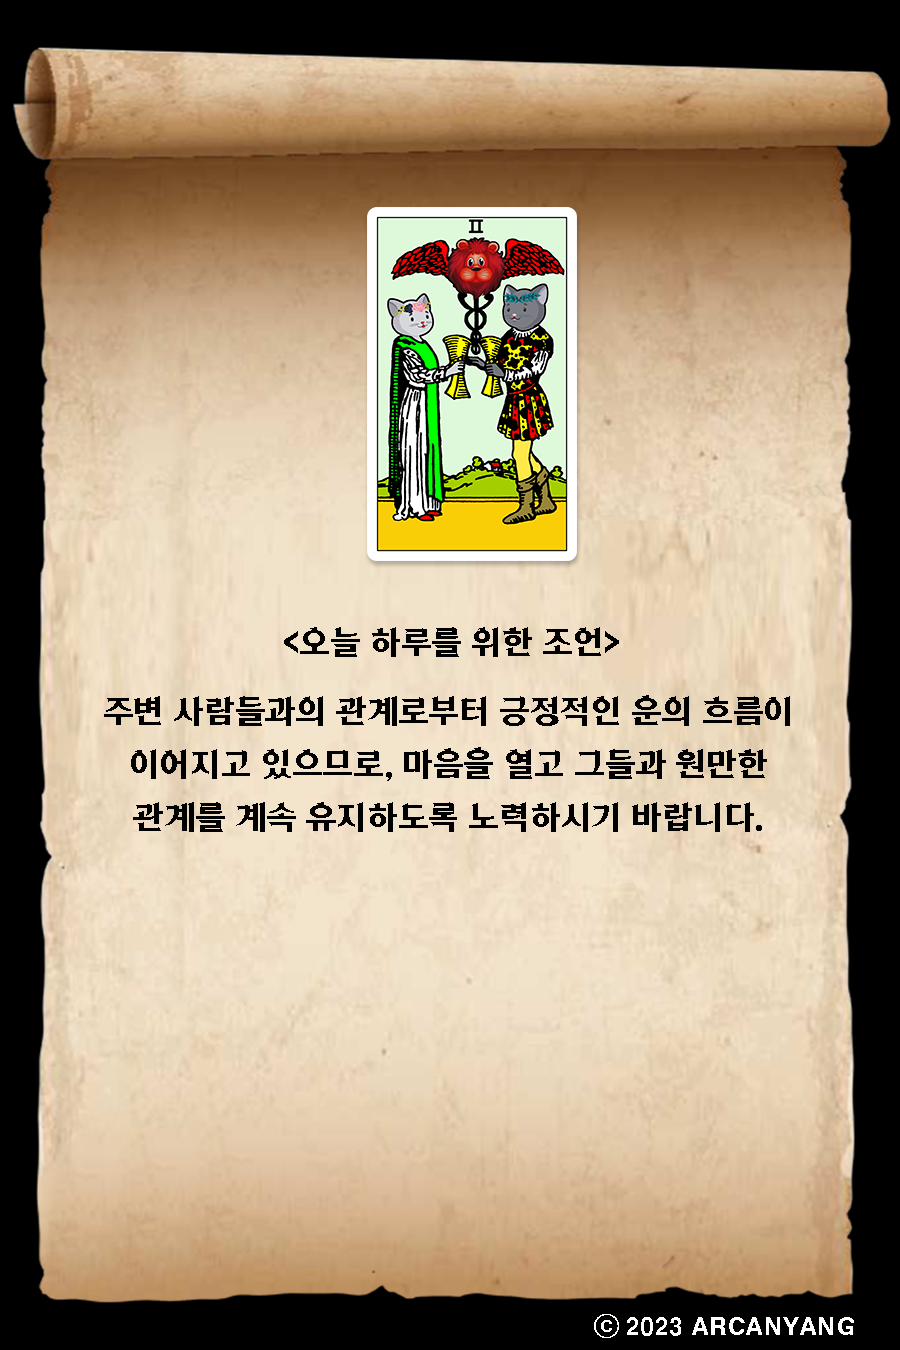 II
<오늘 하루를 위한 조언>
주변 사람들과의 관계로부터 긍정적인 운의 흐름이
이어지고 있으므로, 마음을 열고 그들과 원만한
관계를 계속 유지하도록 노력하시기 바랍니다.
ⓒ 2023 ARCANYANG